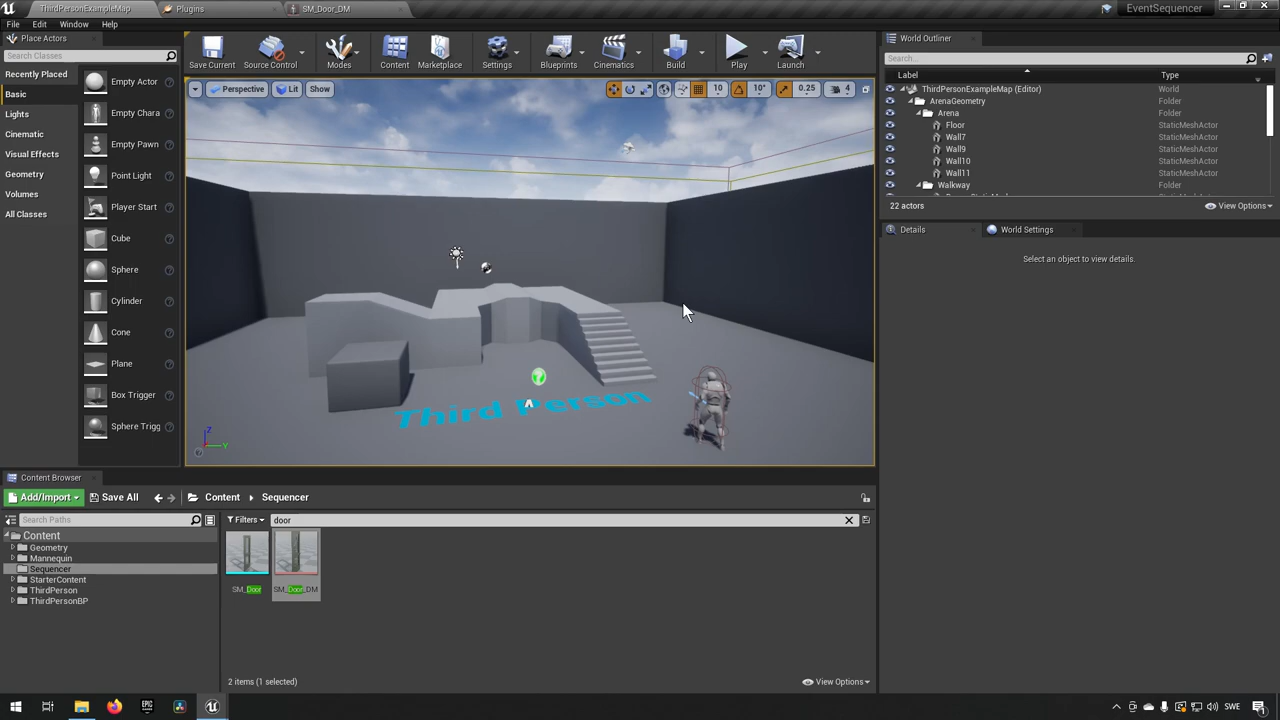 ThirdPersonExampleMap
Plugins
SM_Door_DM
EventSequencer
File
Edit
Window
Help
Place Actors
Search Classes
Recently Placed
Basic
Lights
Cinematic
Visual Effects
Geometry
Volumes
All Classes
Empty Actor
Empty Chara
Empty Pawn
Point Light
Player Start
Cube
Sphere
Cylinder
Cone
Plane
Box Trigger
Sphere Trigg
Save Current
Source Control
Modes
Content
Marketplace
Settings
Blueprints
Cinematics
Build
Play
Launch
Perspective
Lit
Show
10
10°
0.25
4
Third Person
Z
Y
World Outliner
Search...
Label
Type
ThirdPersonExampleMap (Editor)
World
ArenaGeometry
Folder
Arena
Folder
Floor
StaticMeshActor
Wall7
StaticMeshActor
Wall9
StaticMeshActor
Wall10
StaticMeshActor
Wall11
StaticMeshActor
Walkway
Folder
22 actors
View Options
Details
World Settings
Select an object to view details.
Content Browser
Add/Import
Save All
Content
Sequencer
Search Paths
Filters
door
Content
Geometry
Mannequin
Sequencer
StarterContent
ThirdPerson
ThirdPersonBP
SM_Door
SM_Door_DM
2 items (1 selected)
View Options
EPIC
SWE